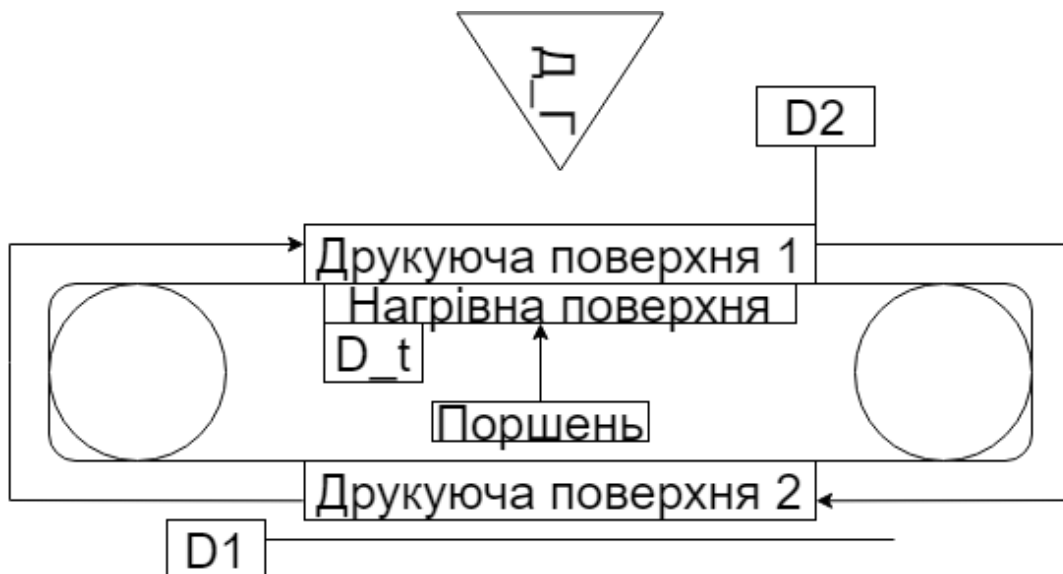 Д_Г
D2
Друкуюча поверхня 1
Нагрівна поверхня
D_t
Поршень
Друкуюча поверхня 2
D1